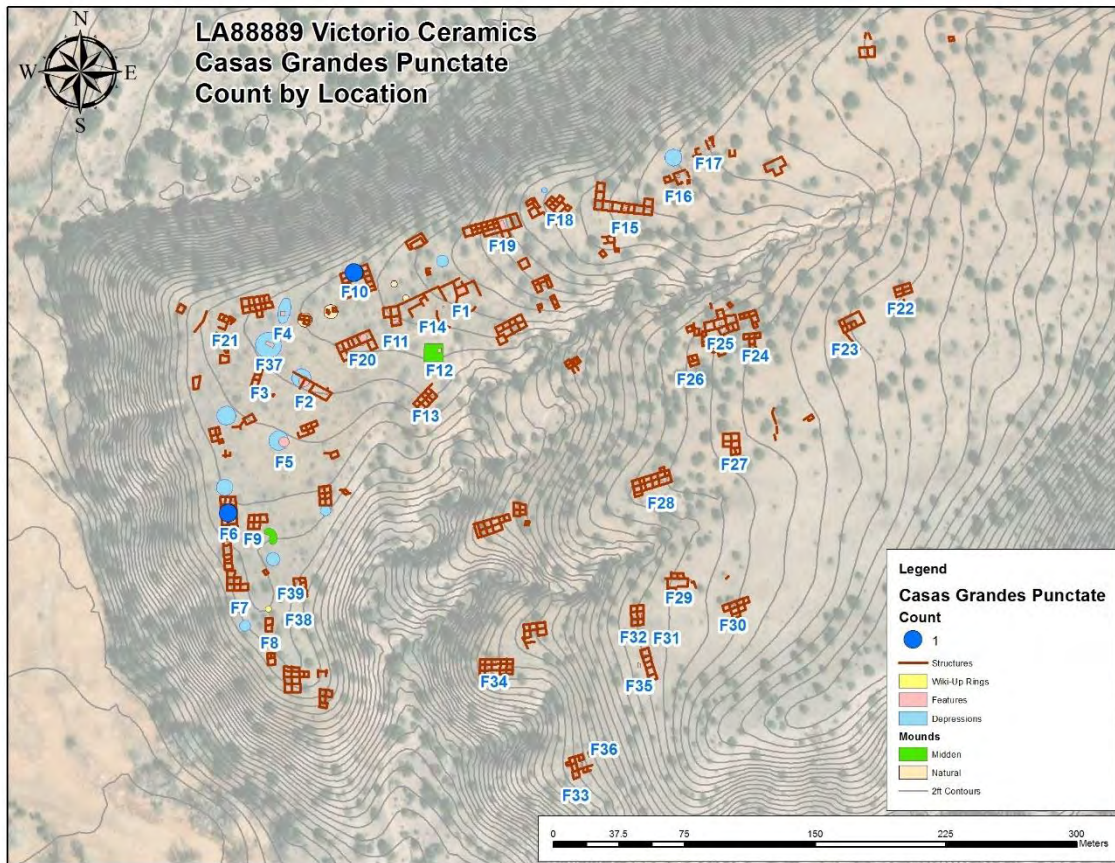 LA88889 Victorio Ceramics
Casas Grandes Punctate
Count by Location
N
W E
S
F17
F16
F18
F15
F19
F10
F1
F22
F14
F4
F11
F21
F25
F23
F24
F37
F20
F12
F26
F3
F2
F13
F5
F27
F28
F6
F9
F39
F29
F7
F38
F32
F31
F30
F8
F34
F35
F36
F33
Legend
Casas Grandes Punctate
Count
1
Structures
Wiki-Up Rings
Features
Depressions
Mounds
Midden
Natural
2ft Contours
0 37.5 75 150 225 300
Meters